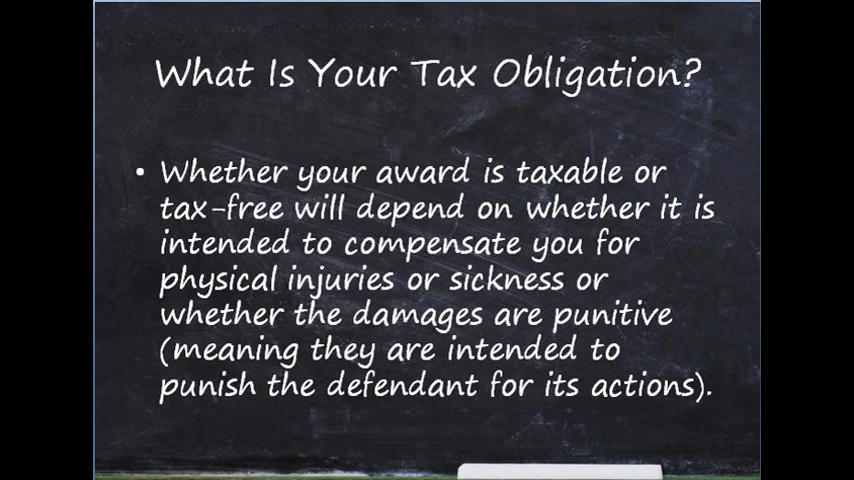 What Is Your Tax Obligation?
• Whether your award is taxable or
tax-free will depend on whether it is
intended to compensate you for
physical injuries or sickness or
whether the damages are punitive
(meaning they are intended to
punish the defendant for its actions).